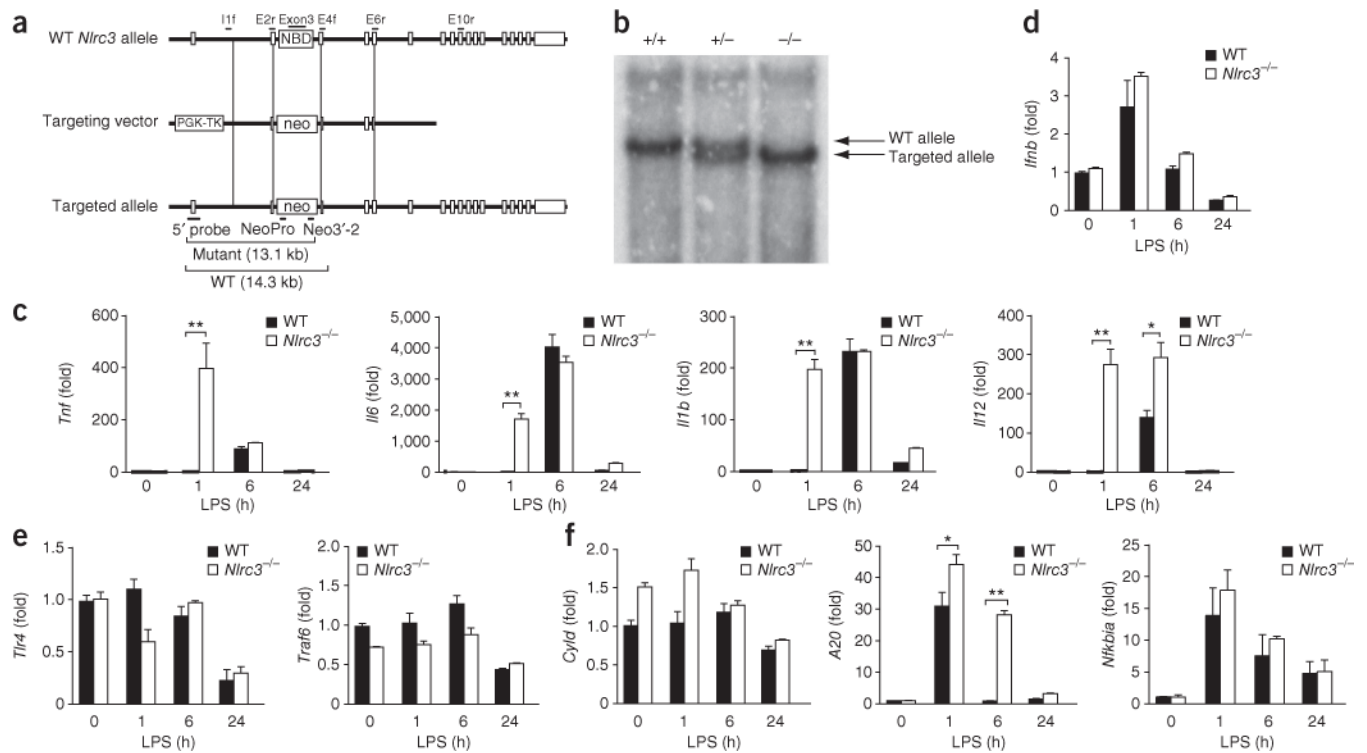 a
I1f E2r Exon3 E4f E6r E10r
WT Nlrc3 allele NBD
Targeting vector PGK-TK neo
Targeted allele neo
5′ probe NeoPro Neo3′-2
Mutant (13.1 kb)
WT (14.3 kb)
b
+/+ +/– –/–
WT allele
Targeted allele
d
WT
Nlrc3–/–
Ifnb (fold)
4
3
2
1
0
0 1 6 24
LPS (h)
c
WT
Nlrc3–/–
Tnf (fold)
600
400
200
100
0
**
0 1 24
6
LPS (h)
WT
Nlrc3–/–
Il6 (fold)
5,000
4,000
3,000
2,000
1,000
0
**
0 1 6 24
LPS (h)
WT
Nlrc3–/–
Il1b (fold)
300
200
100
0
**
0 1 6 24
LPS (h)
WT
Nlrc3–/–
Il12 (fold)
400
300
200
100
0
** *
0 1 6 24
LPS (h)
e
WT
Nlrc3–/–
Tlr4 (fold)
1.5
1.0
0.5
0
0 1 6 24
LPS (h)
WT
Nlrc3–/–
Traf6 (fold)
2.0
1.5
1.0
0.5
0
0 1 6 24
LPS (h)
f
WT
Nlrc3–/–
Cyld (fold)
2.0
1.5
1.0
0.5
0
0 1 6 24
LPS (h)
WT
Nlrc3–/–
A20 (fold)
50
40
30
20
10
0
* **
0 1 6 24
LPS (h)
WT
Nlrc3–/–
Nfkbia (fold)
25
20
15
10
5
0
0 1 6 24
LPS (h)